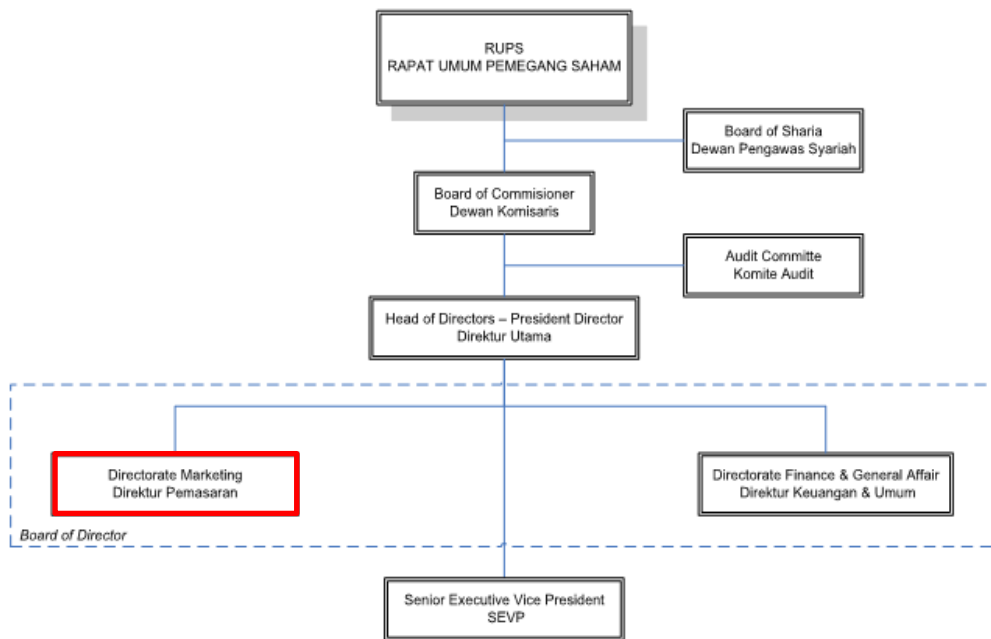 RUPS
RAPAT UMUM PEMEGANG SAHAM
Board of Sharia
Dewan Pengawas Syariah
Board of Commisioner
Dewan Komisaris
Audit Committe
Komite Audit
Head of Directors – President Director
Direktur Utama
Directorate Marketing
Direktur Pemasaran
Directorate Finance & General Affair
Direktur Keuangan & Umum
Board of Director
Senior Executive Vice President
SEVP